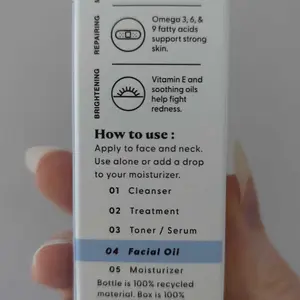 REPAIRING
Omega 3, 6, &
9 fatty acids
support strong
skin.
BRIGHTENING
Vitamin E and
soothing oils
help fight
redness.
How to use :
Apply to face and neck.
Use alone or add a drop
to your moisturizer.
01 Cleanser
02 Treatment
03 Toner / Serum
04 Facial Oil
05 Moisturizer
Bottle is 100% recycled
material. Box is 100%